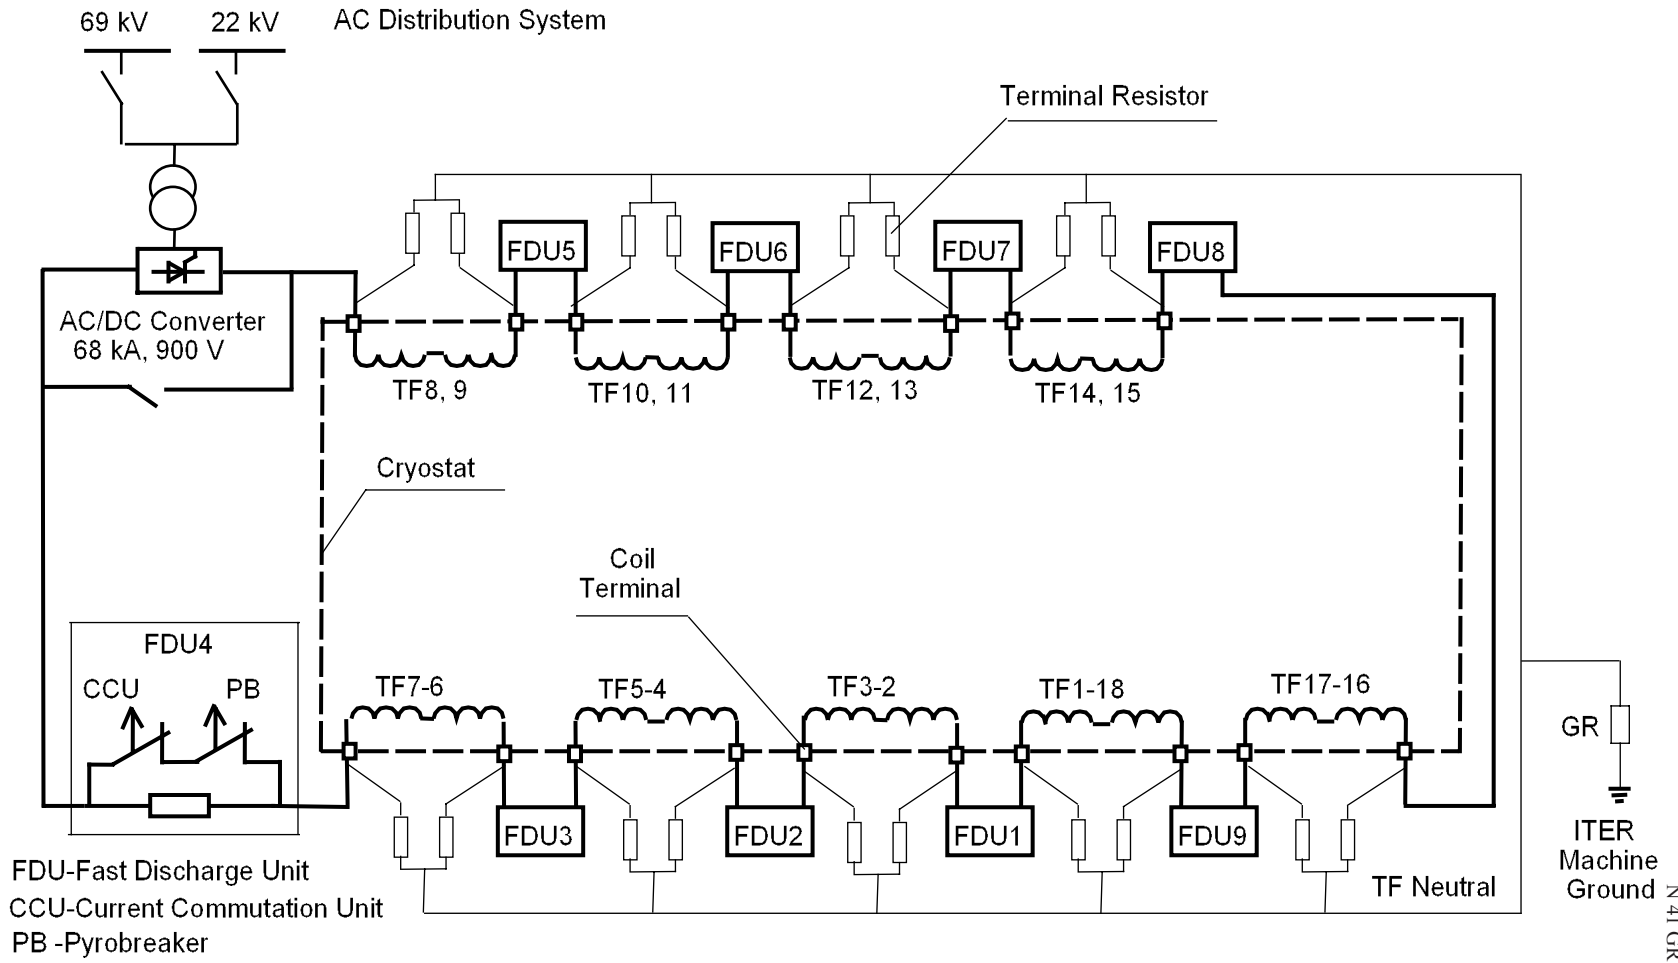 69 kV
22 kV
AC Distribution System
Terminal Resistor
FDU5
FDU6
FDU7
FDU8
AC/DC Converter
68 kA, 900 V
TF8, 9
TF10, 11
TF12, 13
TF14, 15
Cryostat
Coil
Terminal
FDU4
CCU
PB
TF7-6
TF5-4
TF3-2
TF1-18
TF17-16
GR
FDU3
FDU2
FDU1
FDU9
ITER
Machine
Ground
TF Neutral
FDU-Fast Discharge Unit
CCU-Current Commutation Unit
PB -Pyrobreaker
N 41 GR